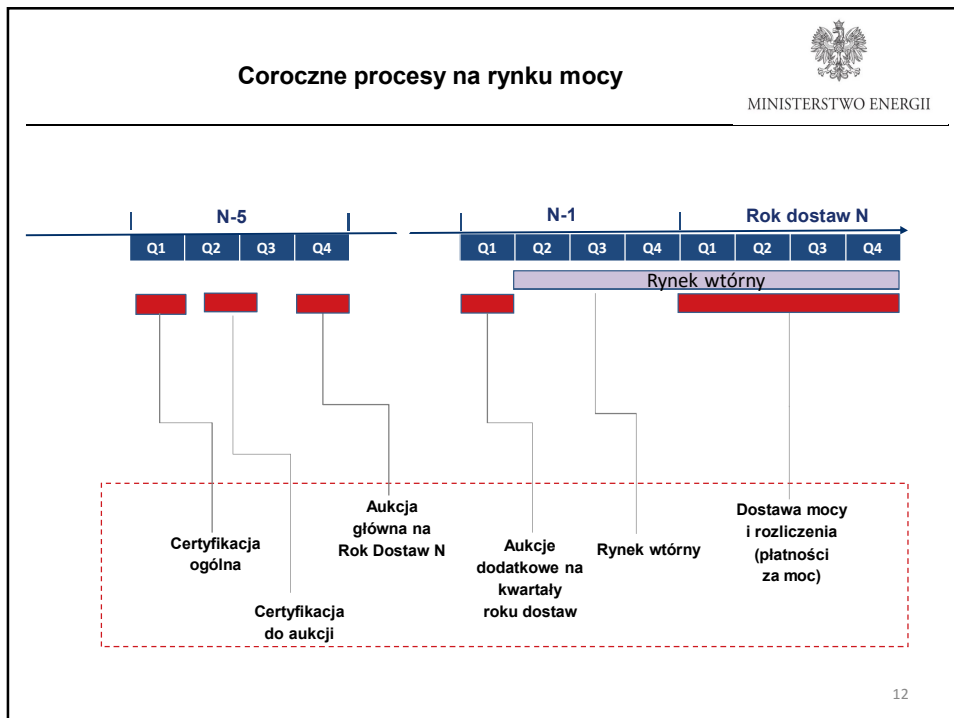 Coroczne procesy na rynku mocy
MINISTERSTWO ENERGII
N-5
N-1
Rok dostaw N
Q1 Q2 Q3 Q4
Q1 Q2 Q3 Q4 Q1 Q2 Q3 Q4
Rynek wtórny
Certyfikacja
ogólna
Certyfikacja
do aukcji
Aukcja
główna na
Rok Dostaw N
Aukcje
dodatkowe na
kwartały
roku dostaw
Rynek wtórny
Dostawa mocy
i rozliczenia
(płatności
za moc)
12